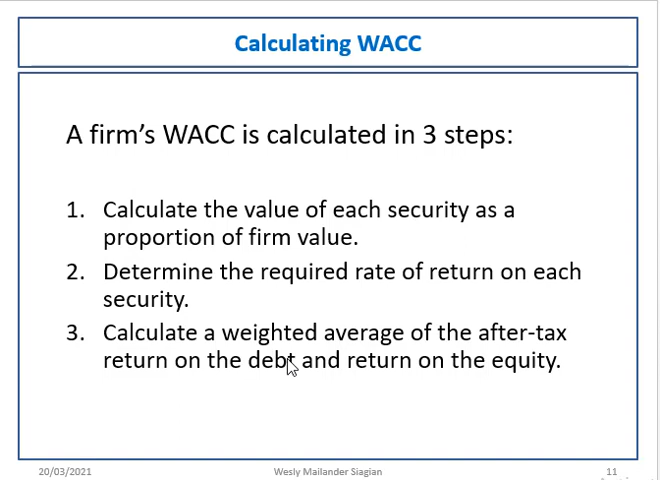 Calculating WACC
A firm's WACC is calculated in 3 steps:
1. Calculate the value of each security as a
proportion of firm value.
2. Determine the required rate of return on each
security.
3. Calculate a weighted average of the after-tax
return on the debt and return on the equity.
20/03/2021 Wesly Mailander Siagian 11